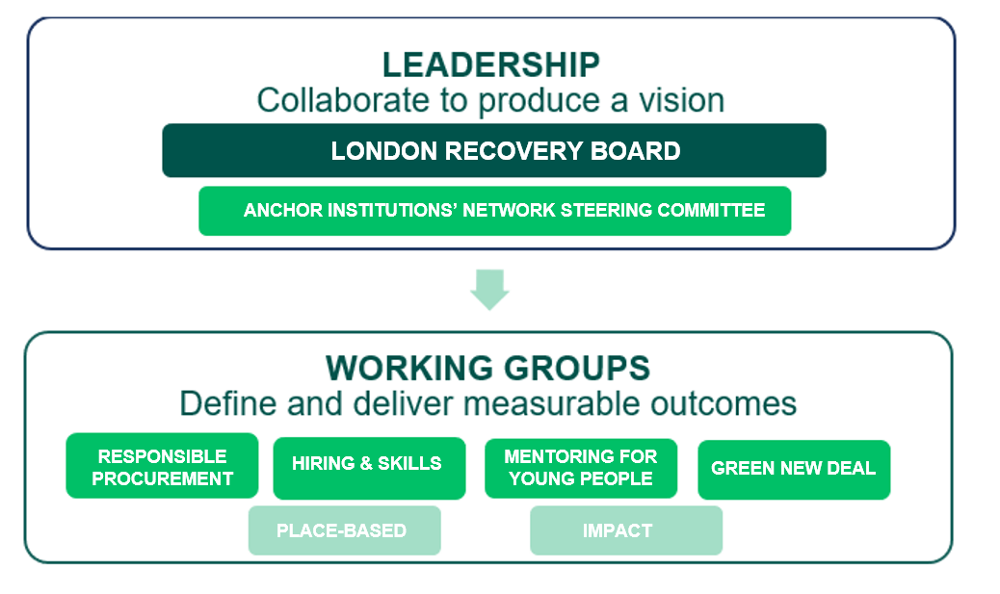 LEADERSHIP
Collaborate to produce a vision
LONDON RECOVERY BOARD
ANCHOR INSTITUTIONS’ NETWORK STEERING COMMITTEE
WORKING GROUPS
Define and deliver measurable outcomes
RESPONSIBLE
PROCUREMENT
HIRING & SKILLS
MENTORING FOR
YOUNG PEOPLE
GREEN NEW DEAL
PLACE-BASED
IMPACT